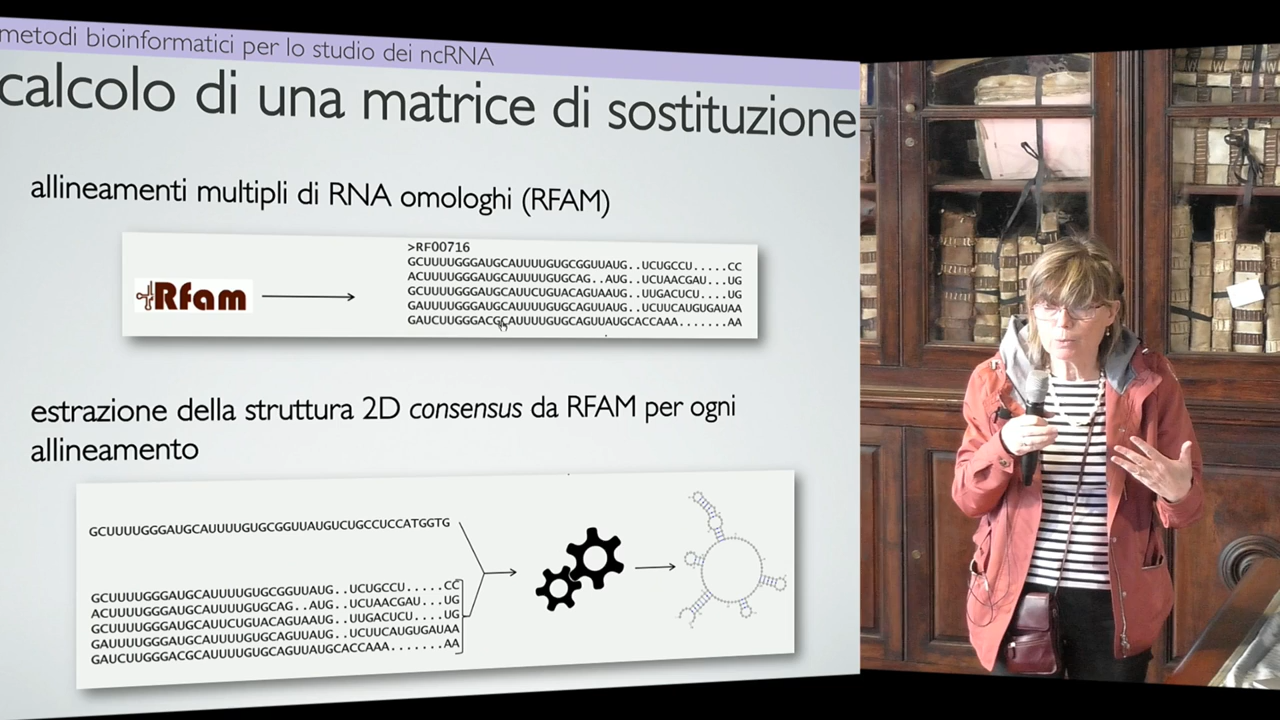 metodi bioinformatici per lo studio dei ncRNA
calcolo di una matrice di sostituzione
allineamenti multipli di RNA omologhi (RFAM)
Rfam
>RF00716
GCUUUUGGGAUGCAUUUUGUGCGGUUAUG..UCUGCCU.....CC
ACUUUUGGGAUGCAUUUUGUGCAG..AUG..UCUAACGAU...UG
GCUUUUGGGAUGCAUUCUGUACAGUAAUG..UUGACUCU....UG
GAUUUUGGGAUGCAUUUUGUGCAGUUAUG..UCUUCAUGUGAUAA
GAUCUUGGGACGCAUUUUGUGCAGUUAUGCACCAAA.......AA
estrazione della struttura 2D consensus da RFAM per ogni
allineamento
GCUUUUGGGAUGCAUUUUGUGCGGUUAUGUCUGCCUCCATGGTG
GCUUUUGGGAUGCAUUUUGUGCGGUUAUG..UCUGCCU.....CC
ACUUUUGGGAUGCAUUUUGUGCAG..AUG..UCUAACGAU...UG
GCUUUUGGGAUGCAUUCUGUACAGUAAUG..UUGACUCU....UG
GAUUUUGGGAUGCAUUUUGUGCAGUUAUG..UCUUCAUGUGAUAA
GAUCUUGGGACGCAUUUUGUGCAGUUAUGCACCAAA.......AA